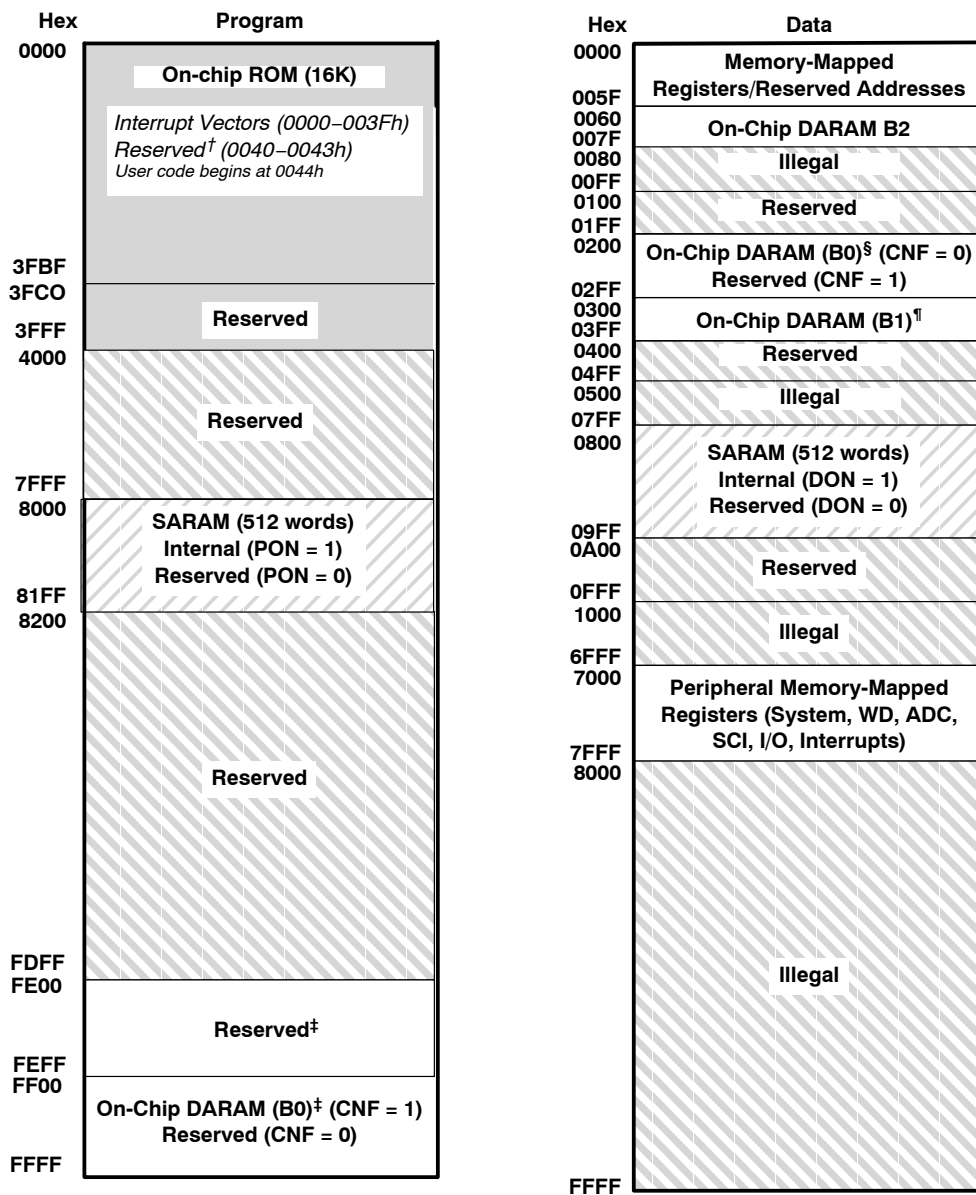 Hex Program
0000
On-chip ROM (16K)
Interrupt Vectors (0000–003Fh)
Reserved† (0040–0043h)
User code begins at 0044h
3FBF
3FCO
Reserved
3FFF
4000
Reserved
7FFF
8000
SARAM (512 words)
Internal (PON = 1)
Reserved (PON = 0)
81FF
8200
Reserved
FDFF
FE00
Reserved‡
FEFF
FF00
On-Chip DARAM (B0)‡ (CNF = 1)
Reserved (CNF = 0)
FFFF
Hex Data
0000
Memory-Mapped
Registers/Reserved Addresses
005F
0060
On-Chip DARAM B2
007F
0080
Illegal
00FF
0100
Reserved
01FF
0200
On-Chip DARAM (B0)§ (CNF = 0)
Reserved (CNF = 1)
02FF
0300
On-Chip DARAM (B1)¶
03FF
0400
Reserved
04FF
0500
Illegal
07FF
0800
SARAM (512 words)
Internal (DON = 1)
Reserved (DON = 0)
09FF
0A00
Reserved
0FFF
1000
Illegal
6FFF
7000
Peripheral Memory-Mapped
Registers (System, WD, ADC,
SCI, I/O, Interrupts)
7FFF
8000
Illegal
FFFF